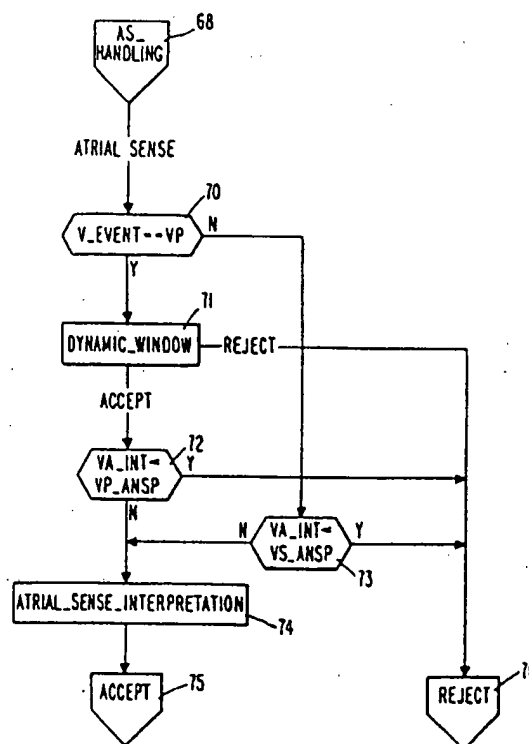 AS_
HANDLING
68
ATRIAL SENSE
70
V_EVENT--VP
N
Y
71
DYNAMIC_WINDOW
REJECT
ACCEPT
72
VA_INT<
VP_ANSP
Y
N
N
VA_INT<
VS_ANSP
Y
73
ATRIAL_SENSE_INTERPRETATION
74
ACCEPT
75
REJECT